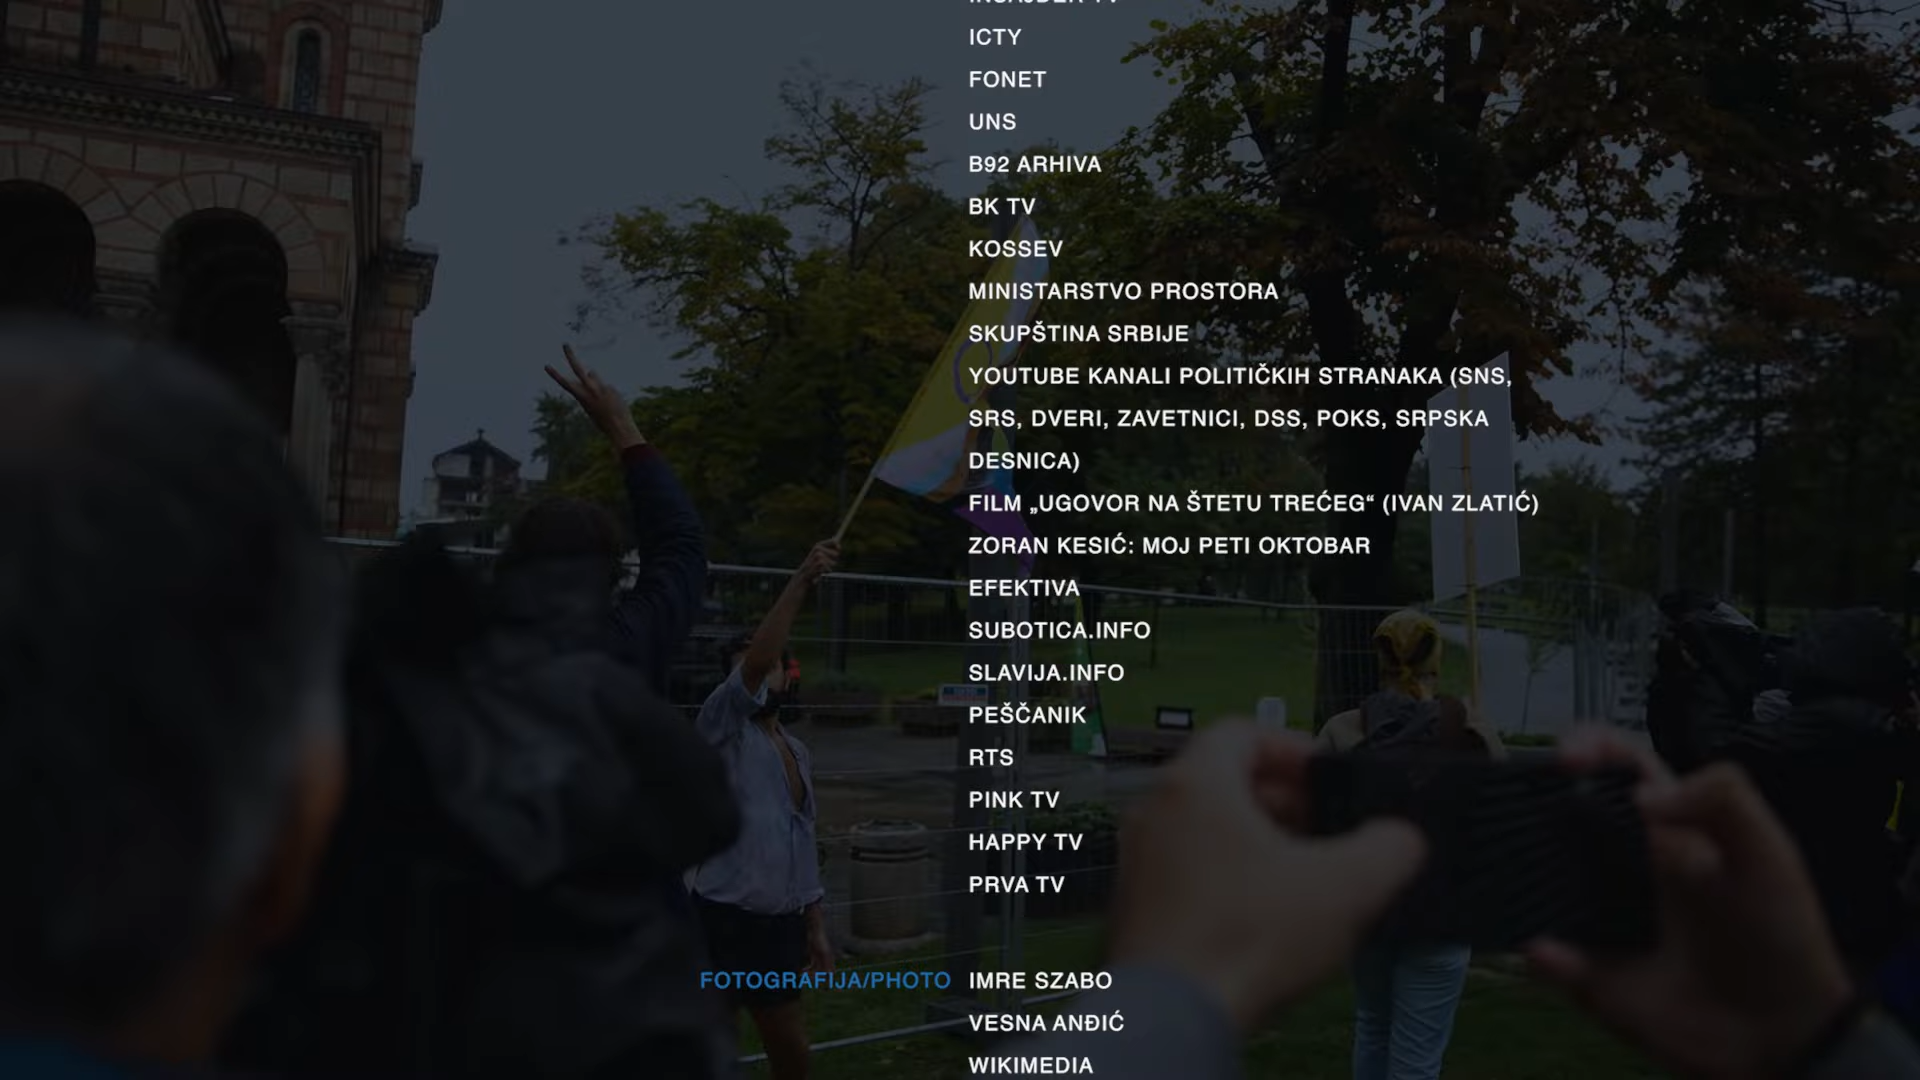 INSAJDER TV
ICTY
FONET
UNS
B92 ARHIVA
BK TV
KOSSEV
MINISTARSTVO PROSTORA
SKUPŠTINA SRBIJE
YOUTUBE KANALI POLITIČKIH STRANAKA (SNS,
SRS, DVERI, ZAVETNICI, DSS, POKS, SRPSKA
DESNICA)
FILM „UGOVOR NA ŠTETU TREĆEG“ (IVAN ZLATIĆ)
ZORAN KESIĆ: MOJ PETI OKTOBAR
EFEKTIVA
SUBOTICA.INFO
SLAVIJA.INFO
PEŠČANIK
RTS
PINK TV
HAPPY TV
PRVA TV
FOTOGRAFIJA/PHOTO IMRE SZABO
VESNA ANĐIĆ
WIKIMEDIA